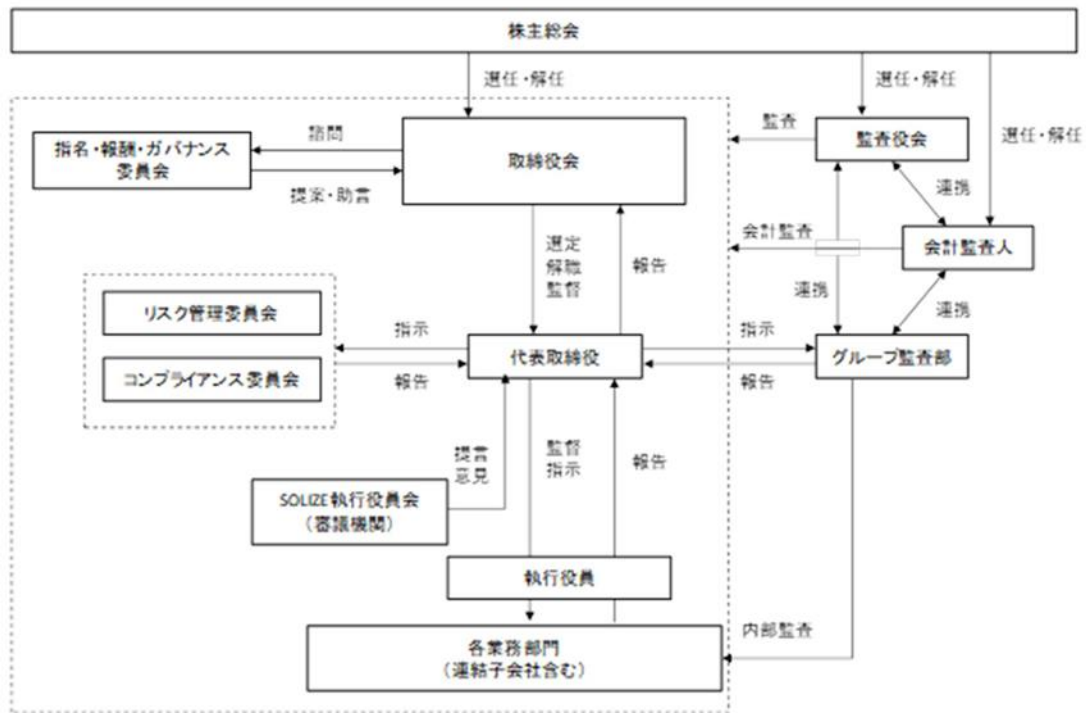 株主総会
選任・解任
選任・解任
選任・解任
諮問
指名・報酬・ガバナンス
委員会
提案・助言
取締役会
監査
監査役会
連携
会計監査
会計監査人
選定
解職
監督
報告
連携
連携
リスク管理委員会
コンプライアンス委員会
指示
報告
代表取締役
指示
報告
グループ監査部
提言
意見
監督
指示
報告
SOLIZE執行役員会
（審議機関）
執行役員
各業務部門
（連結子会社含む）
内部監査